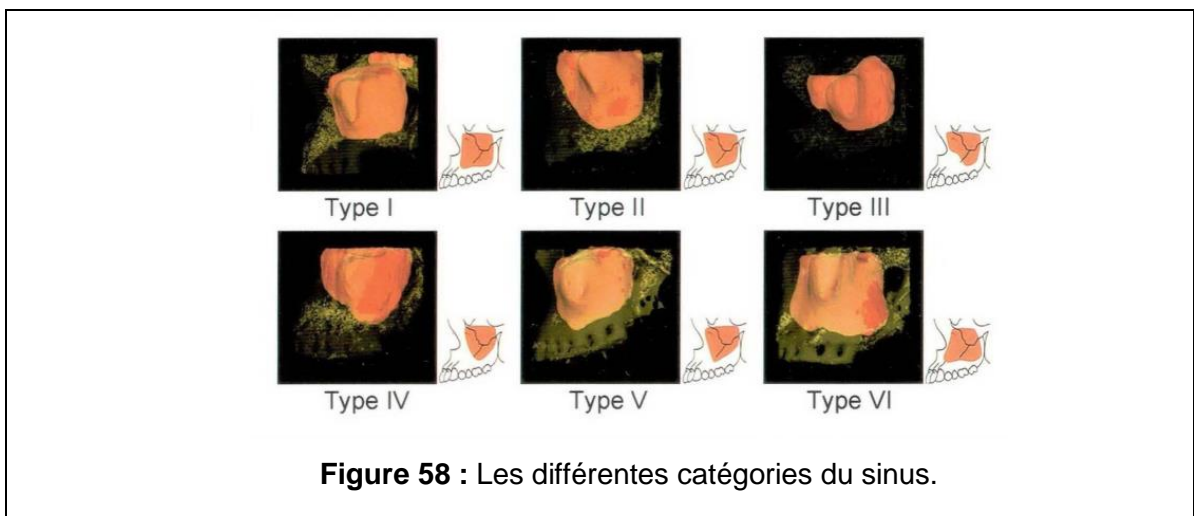 Type I
Type II
Type III
Type IV
Type V
Type VI
Figure 58 : Les différentes catégories du sinus.